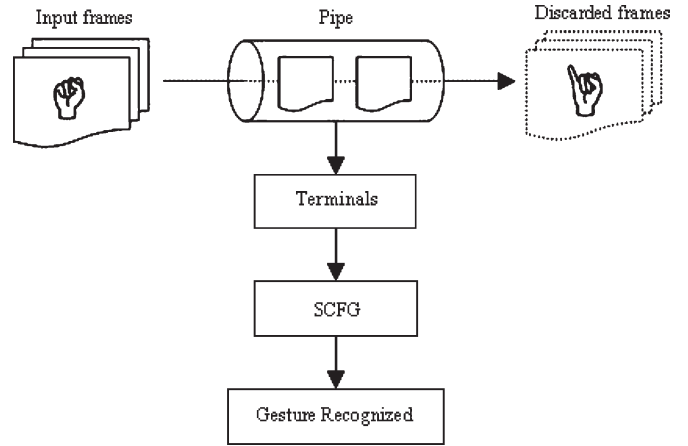 Input frames
Pipe
Discarded frames
Terminals
SCFG
Gesture Recognized